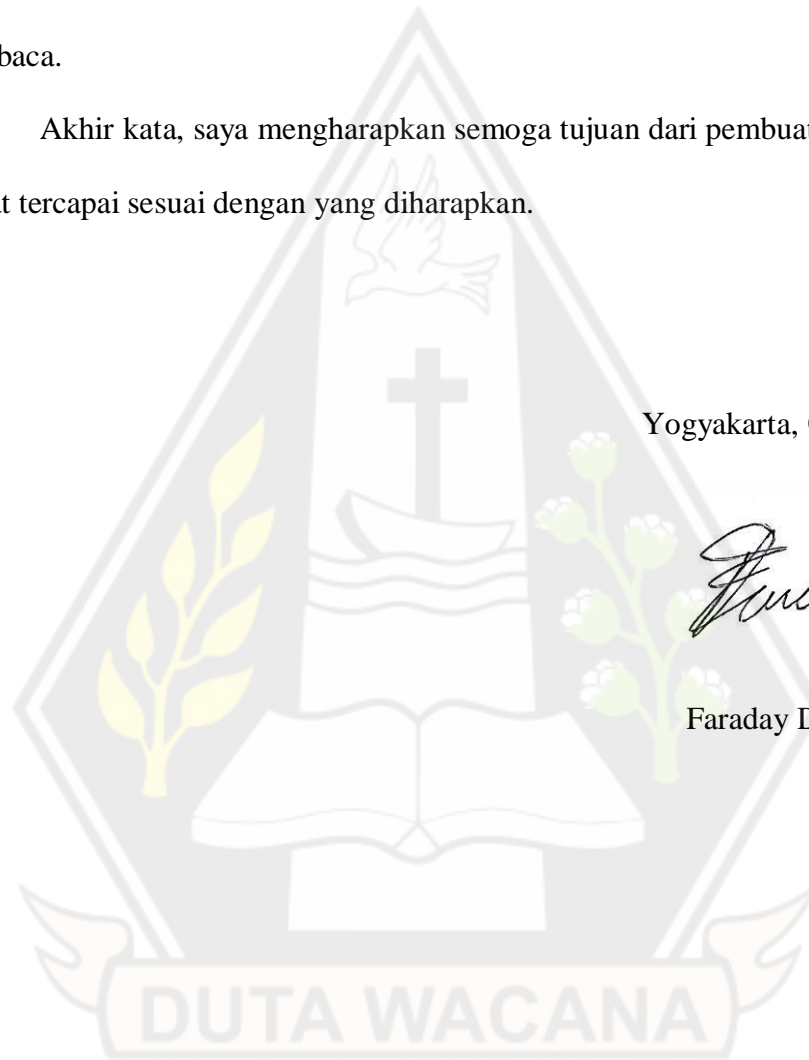 baca.
Akhir kata, saya mengharapkan semoga tujuan dari pembuat
t tercapai sesuai dengan yang diharapkan.
Yogyakarta,
Faraday D
DUTA WACANA